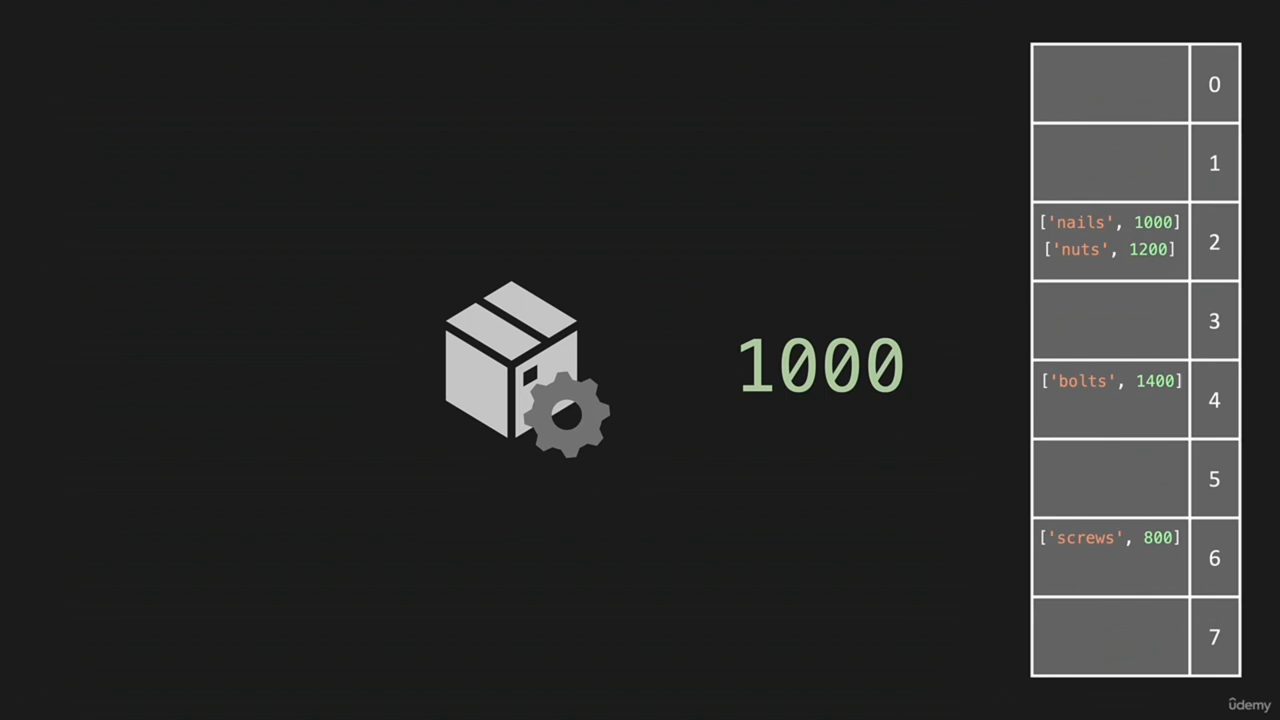 0
1
['nails', 1000]
['nuts', 1200]
2
3
1000
['bolts', 1400]
4
5
['screws', 800]
6
7
ûdemy